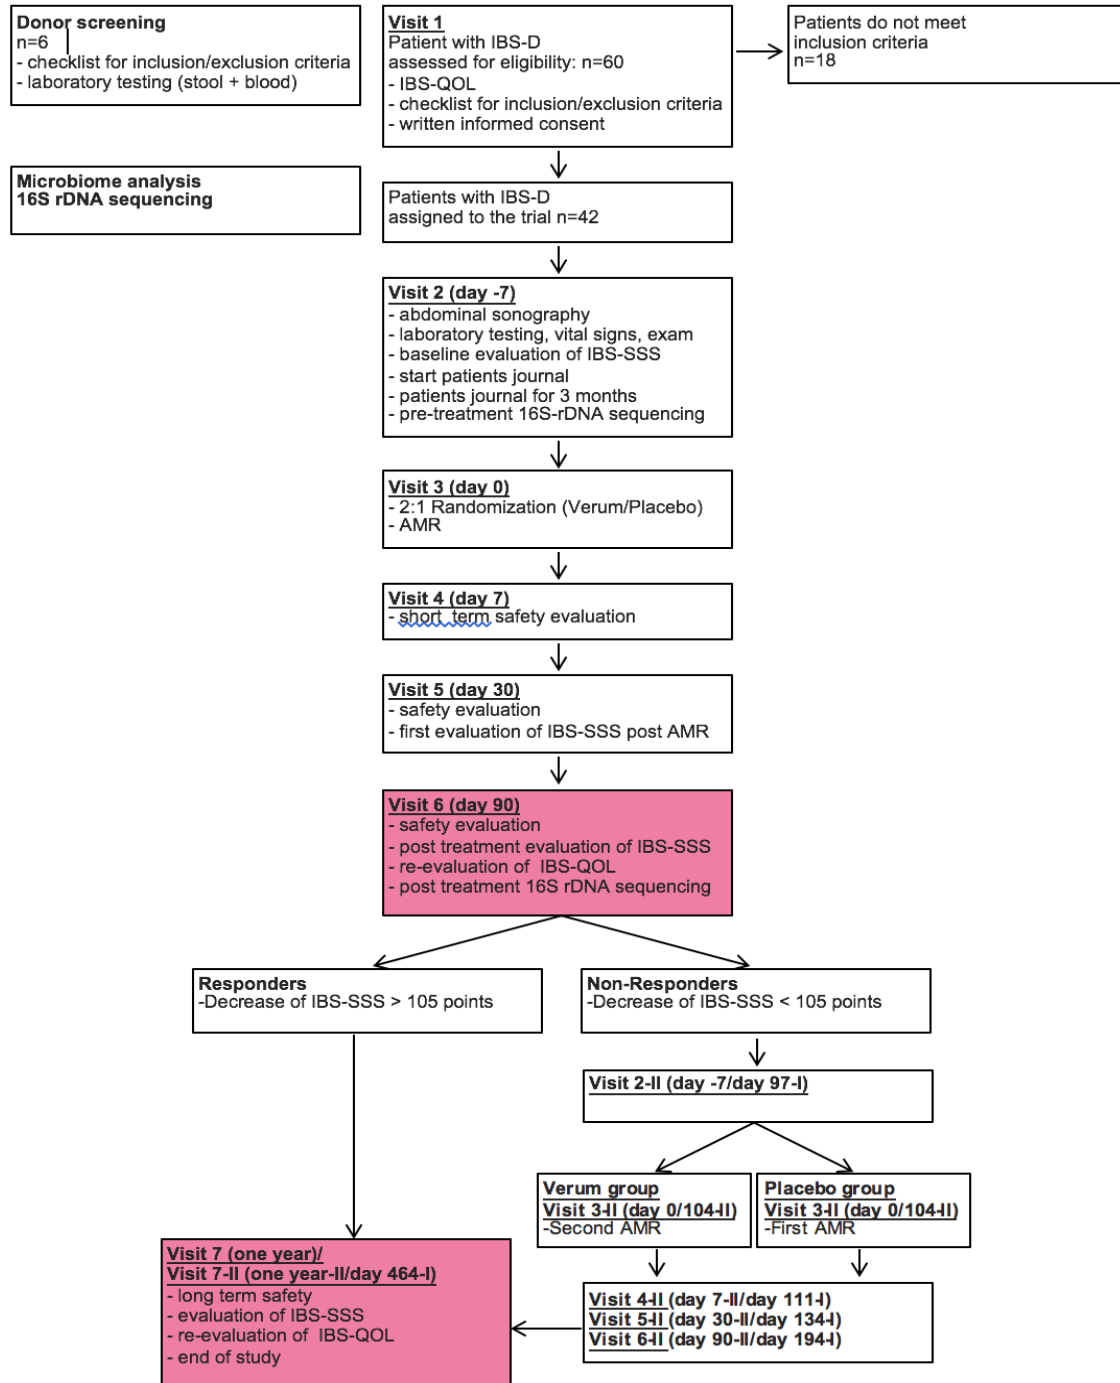 Donor screening
n=6
- checklist for inclusion/exclusion criteria
- laboratory testing (stool + blood)
Visit 1
Patient with IBS-D
assessed for eligibility: n=60
- IBS-QOL
- checklist for inclusion/exclusion criteria
- written informed consent
Patients do not meet
inclusion criteria
n=18
Microbiome analysis
16S rDNA sequencing
Patients with IBS-D
assigned to the trial n=42
Visit 2 (day -7)
- abdominal sonography
- laboratory testing, vital signs, exam
- baseline evaluation of IBS-SSS
- start patients journal
- patients journal for 3 months
- pre-treatment 16S-rDNA sequencing
Visit 3 (day 0)
- 2:1 Randomization (Verum/Placebo)
- AMR
Visit 4 (day 7)
- short  term safety evaluation
Visit 5 (day 30)
- safety evaluation
- first evaluation of IBS-SSS post AMR
Visit 6 (day 90)
- safety evaluation
- post treatment evaluation of IBS-SSS
- re-evaluation of  IBS-QOL
- post treatment 16S rDNA sequencing
Responders
-Decrease of IBS-SSS > 105 points
Non-Responders
-Decrease of IBS-SSS < 105 points
Visit 2-II (day -7/day 97-I)
Verum group
Visit 3-II (day 0/104-II)
-Second AMR
Placebo group
Visit 3-II (day 0/104-II)
-First AMR
Visit 7 (one year)/
Visit 7-II (one year-II/day 464-I)
- long term safety
- evaluation of IBS-SSS
- re-evaluation of  IBS-QOL
- end of study
Visit 4-II (day 7-II/day 111-I)
Visit 5-II (day 30-II/day 134-I)
Visit 6-II (day 90-II/day 194-I)